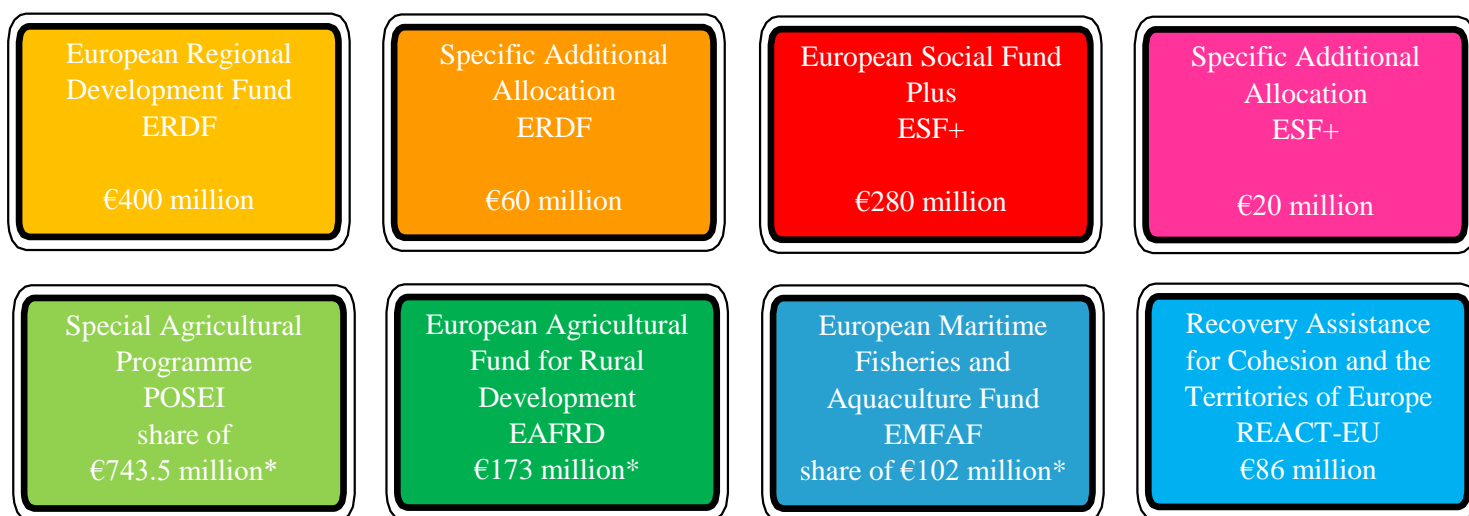 European Regional
Development Fund
ERDF
€400 million
Specific Additional
Allocation
ERDF
€60 million
European Social Fund
Plus
ESF+
€280 million
Specific Additional
Allocation
ESF+
€20 million
Special Agricultural
Programme
POSEI
share of
€743.5 million*
European Agricultural
Fund for Rural
Development
EAFRD
€173 million*
European Maritime
Fisheries and
Aquaculture Fund
EMFAF
share of €102 million*
Recovery Assistance
for Cohesion and the
Territories of Europe
REACT-EU
€86 million